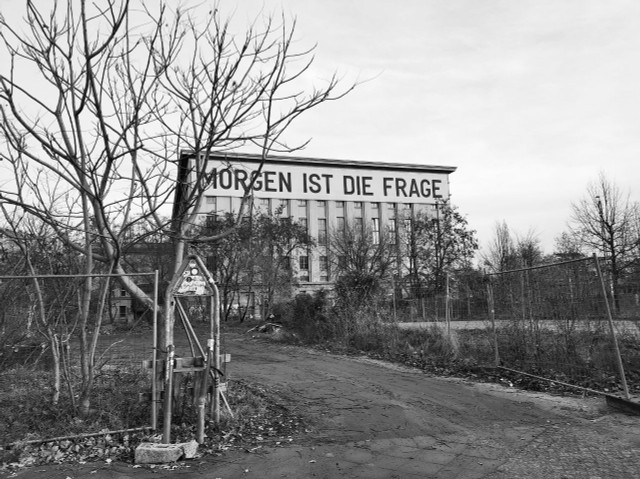 MORGEN IST DIE FRAGE